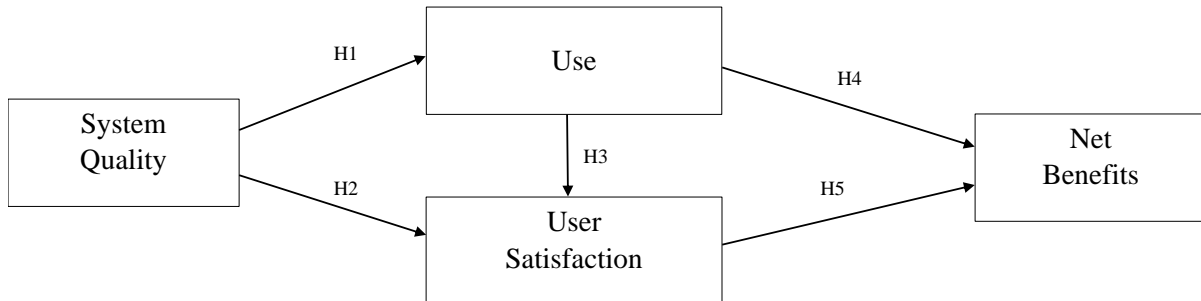 H1
Use
H4
System
Quality
Net
Benefits
H3
H2
H5
User
Satisfaction